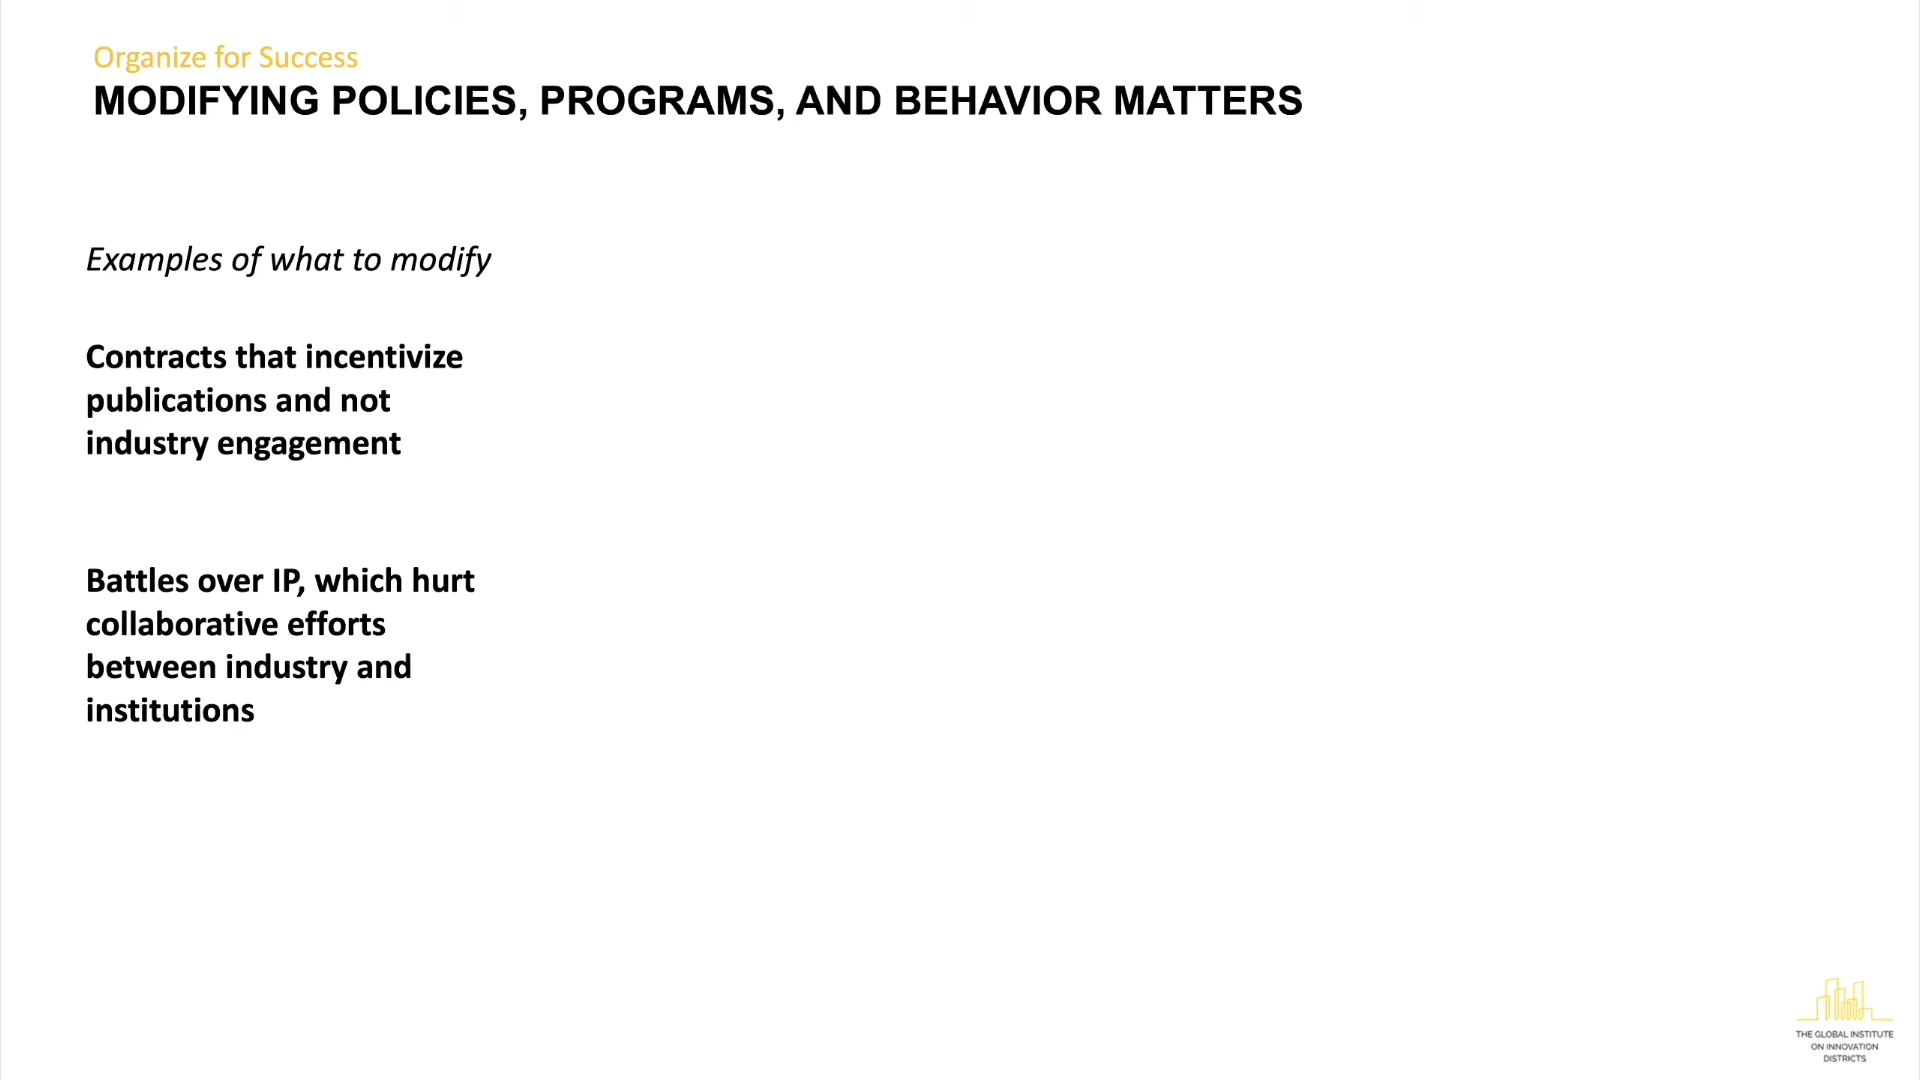 Organize for Success
MODIFYING POLICIES, PROGRAMS, AND BEHAVIOR MATTERS
Examples of what to modify
Contracts that incentivize
publications and not
industry engagement
Battles over IP, which hurt
collaborative efforts
between industry and
institutions
THE GLOBAL INSTITUTE
ON INNOVATION
DISTRICTS